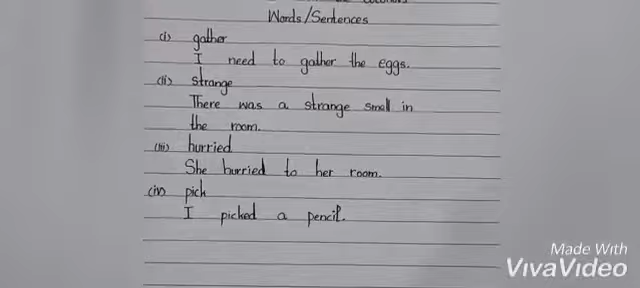 Words/Sentences
(i) gather
I need to gather the eggs.
(ii) strange
There was a strange smell in
the room.
(iii) hurried
She hurried to her room.
(iv) pick
I picked a pencil.
Made With
VivaVideo